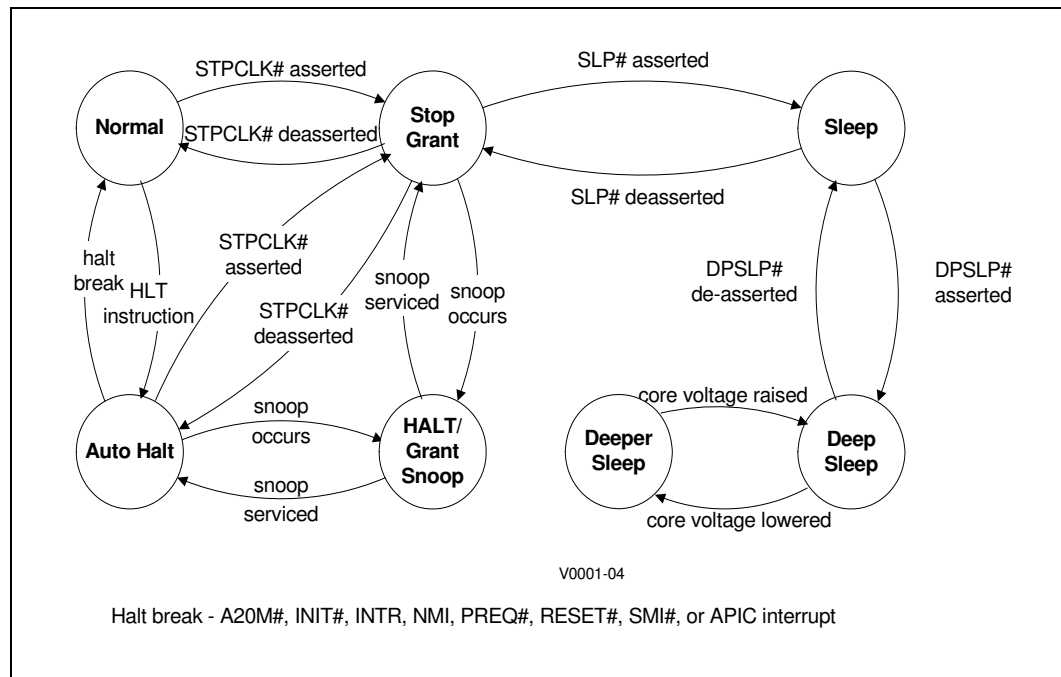 STPCLK# asserted
SLP# asserted
Normal
Stop
Grant
Sleep
STPCLK# deasserted
SLP# deasserted
halt
break
HLT
instruction
STPCLK#
asserted
STPCLK#
deasserted
snoop
serviced
snoop
occurs
DPSLP#
de-asserted
DPSLP#
asserted
core voltage raised
Auto Halt
snoop
occurs
HALT/
Grant
Snoop
Deeper
Sleep
Deep
Sleep
snoop
serviced
core voltage lowered
V0001-04
Halt break - A20M#, INIT#, INTR, NMI, PREQ#, RESET#, SMI#, or APIC interrupt